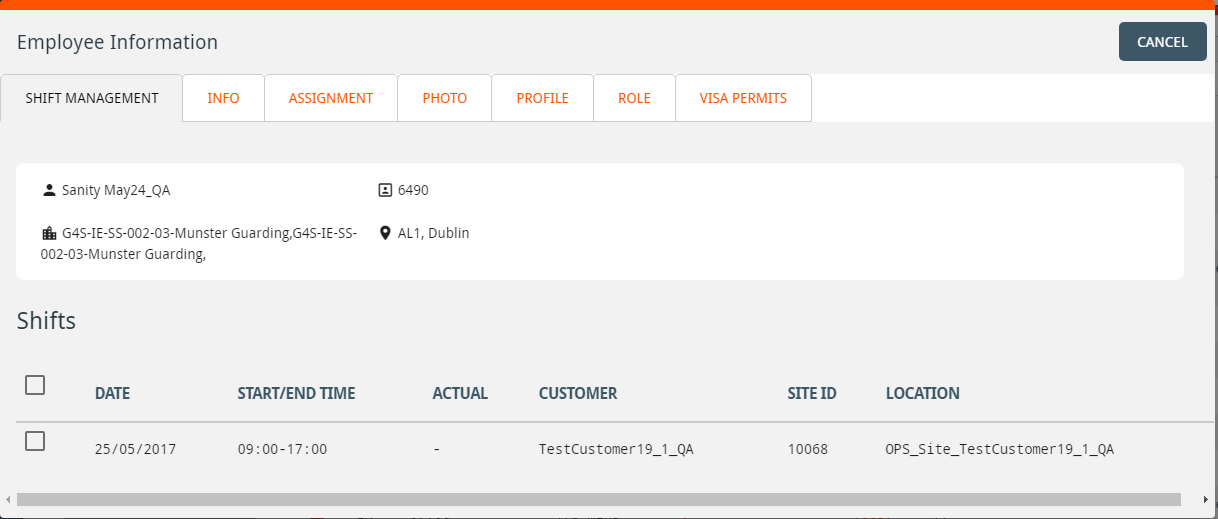 Employee Information
CANCEL
SHIFT MANAGEMENT
INFO
ASSIGNMENT
PHOTO
PROFILE
ROLE
VISA PERMITS
Sanity May24_QA
6490
G4S-IE-SS-002-03-Munster Guarding,G4S-IE-SS-
002-03-Munster Guarding,
AL1, Dublin
Shifts
DATE START/END TIME ACTUAL CUSTOMER SITE ID LOCATION
25/05/2017 09:00-17:00 - TestCustomer19_1_QA 10068 OPS_Site_TestCustomer19_1_QA